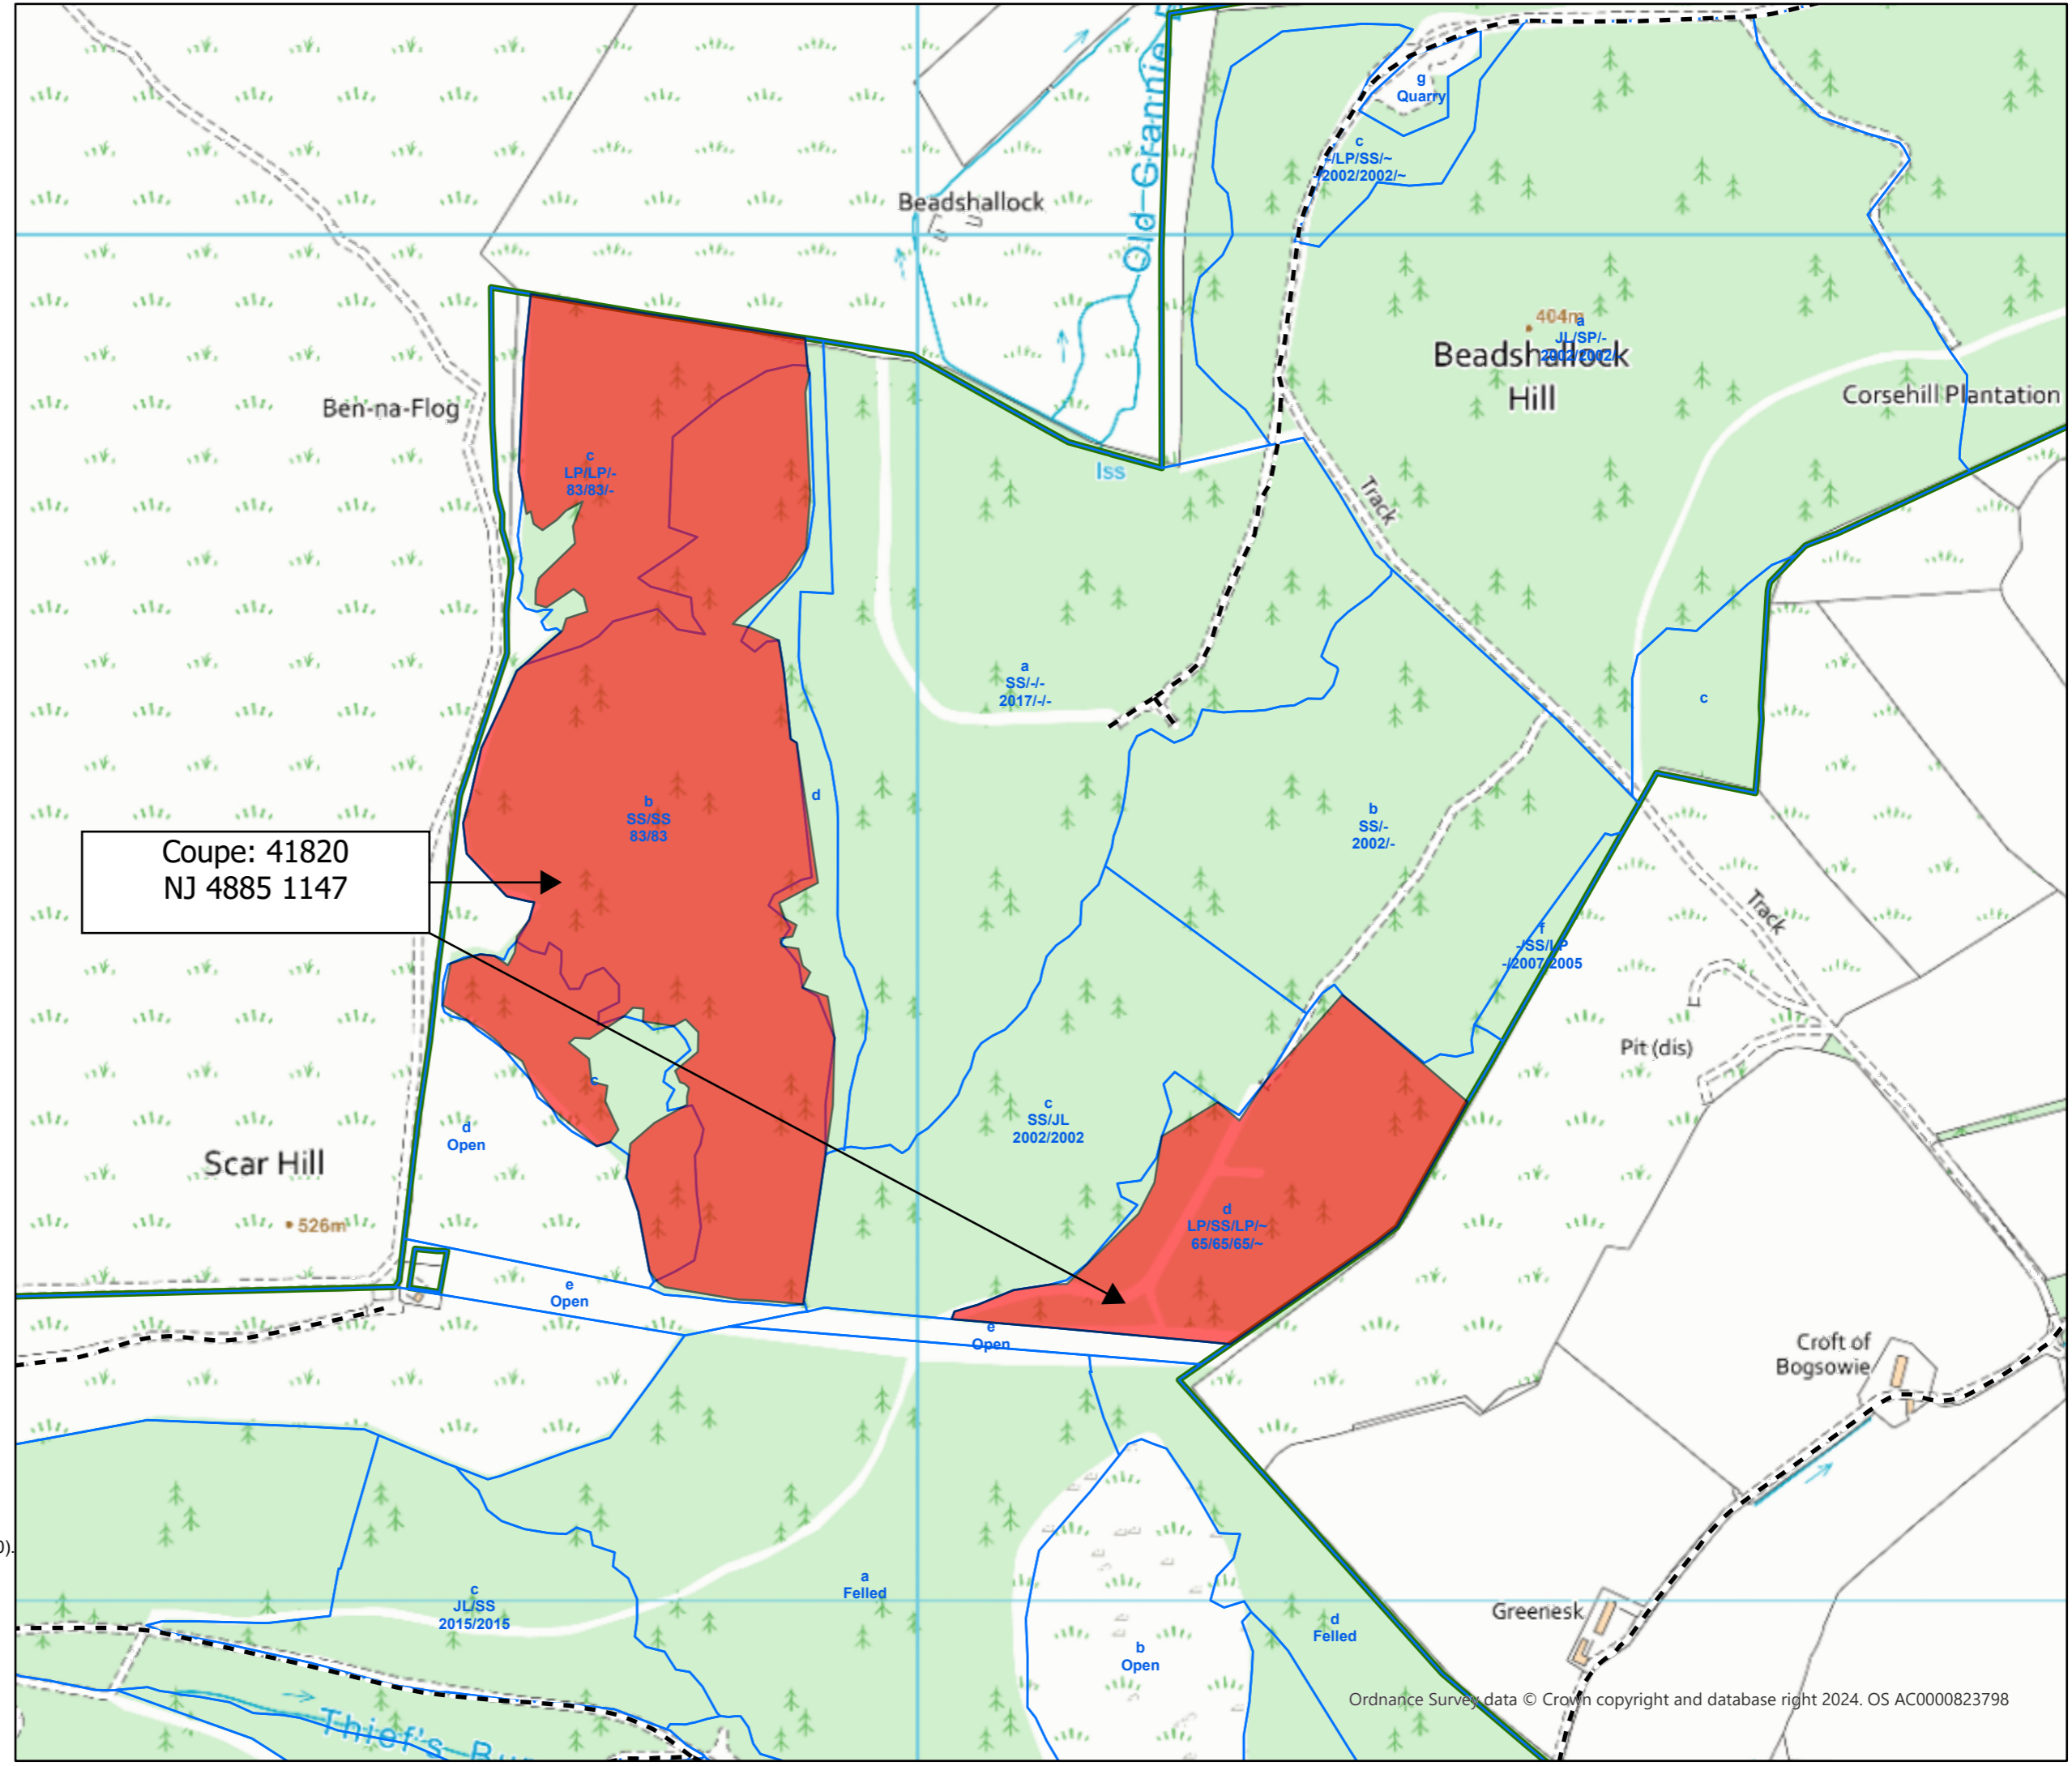 g
Quarry
c
-/LP/SS/~
-/2002/2002/~
Old Grannie
Beadshallock
404m
a
JL/SP/-
2002/2002/-
Beadshallock
Hill
Corsehill Plantation
Ben-na-Flog
c
LP/LP/-
83/83/-
Iss
Track
a
SS/-/-
2017/-/-
c
b
SS/SS
83/83
d
b
SS/-
2002/-
Coupe: 41820
NJ 4885 1147
Track
f
-/SS/LP
-/2007/2005
Pit (dis)
c
c
SS/JL
2002/2002
d
Open
Scar Hill
526m
d
LP/SS/LP/~
65/65/65/~
e
Open
e
Open
Croft of
Bogsowie
0).
a
Felled
c
JL/SS
2015/2015
Greenesk
d
Felled
b
Open
Ordnance Survey data © Crown copyright and database right 2024. OS AC0000823798
Thief's